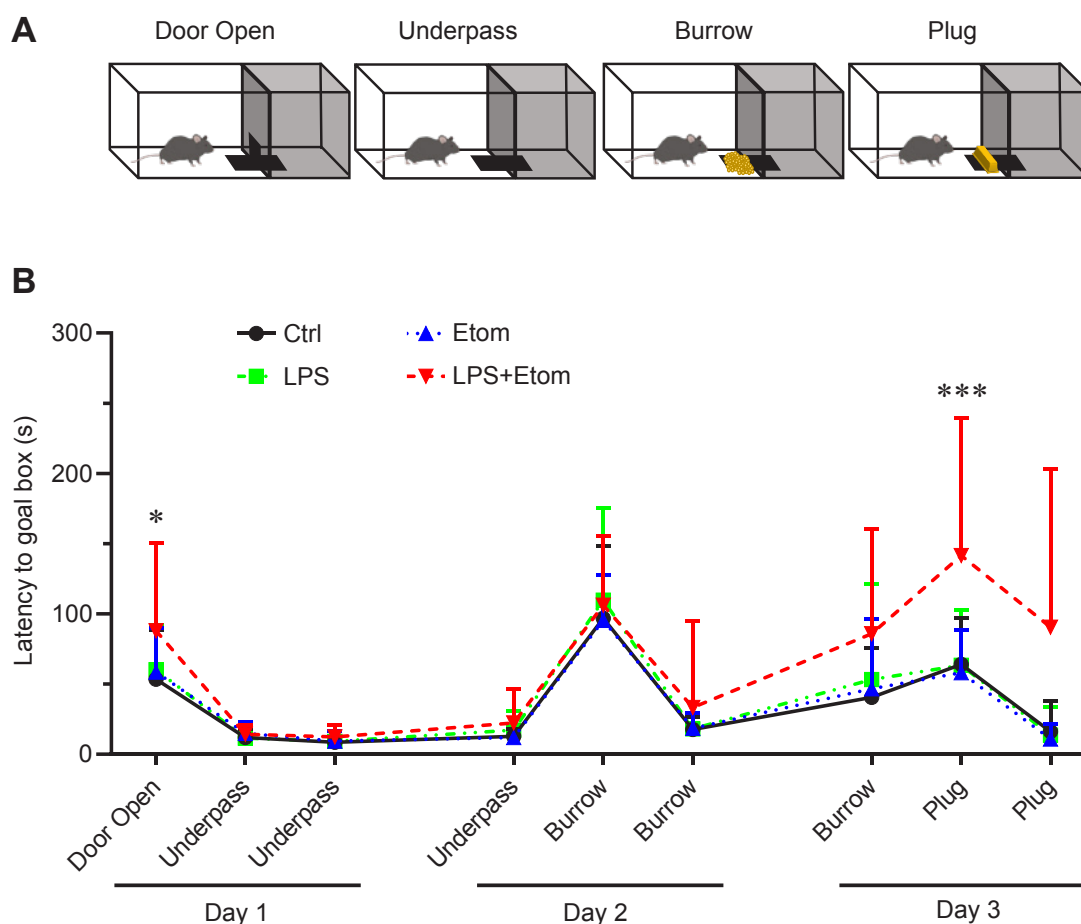 A
Door Open Underpass Burrow Plug
B
Latency to goal box (s)
300
200
100
0
Ctrl Etom
LPS LPS+Etom
*
***
Door Open Underpass Underpass Underpass Burrow Burrow Burrow Plug Plug
Day 1 Day 2 Day 3